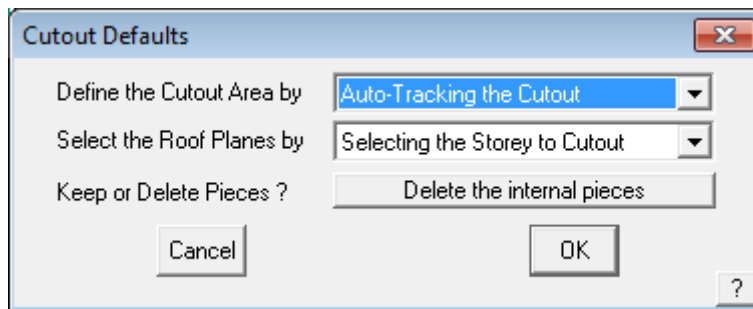 Cutout Defaults
Define the Cutout Area by Auto-Tracking the Cutout
Select the Roof Planes by Selecting the Storey to Cutout
Keep or Delete Pieces ? Delete the internal pieces
Cancel OK
?